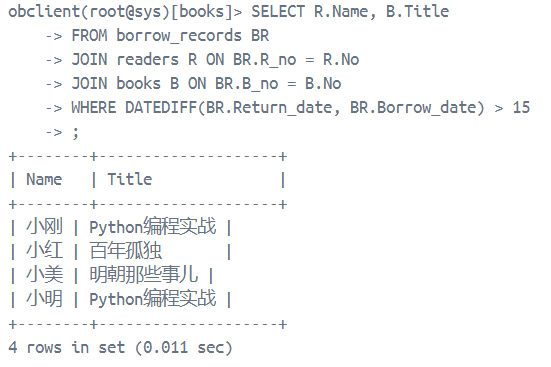 obclient(root@sys)[books]> SELECT R.Name, B.Title
    -> FROM borrow_records BR
    -> JOIN readers R ON BR.R_no = R.No
    -> JOIN books B ON BR.B_no = B.No
    -> WHERE DATEDIFF(BR.Return_date, BR.Borrow_date) > 15
    -> ;
+--------+--------------------+
| Name   | Title              |
+--------+--------------------+
| 小刚 | Python编程实战 |
| 小红 | 百年孤独       |
| 小美 | 明朝那些事儿 |
| 小明 | Python编程实战 |
+--------+--------------------+
4 rows in set (0.011 sec)